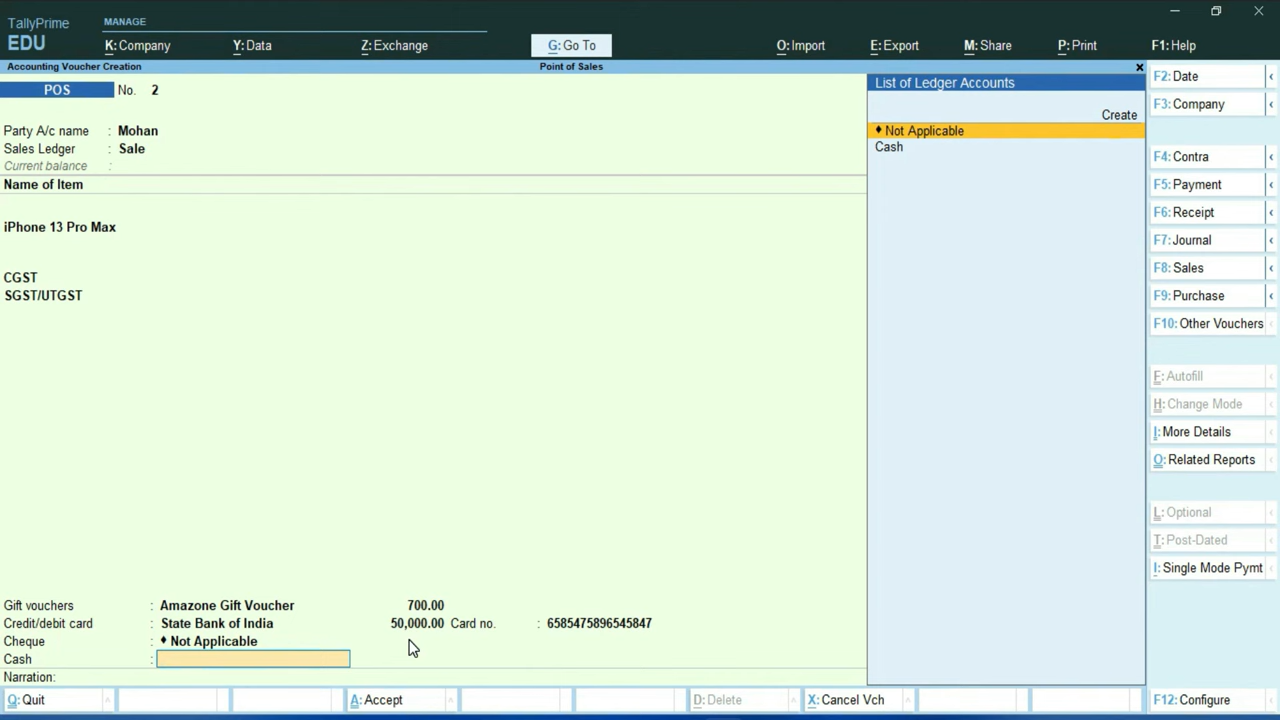 TallyPrime
EDU
MANAGE
K:Company
Y:Data
Z:Exchange
G:Go To
O:Import
E:Export
M:Share
P:Print
F1:Help
Accounting Voucher Creation
Point of Sales
POS No. 2
Party A/c name : Mohan
Sales Ledger : Sale
Current balance :
Name of Item
iPhone 13 Pro Max
CGST
SGST/UTGST
Gift vouchers : Amazone Gift Voucher 700.00
Credit/debit card : State Bank of India 50,000.00 Card no. : 6585475896545847
Cheque : ♦ Not Applicable
Cash :
Narration:
List of Ledger Accounts
Create
♦ Not Applicable
Cash
F2:Date
F3:Company
F4:Contra
F5:Payment
F6:Receipt
F7:Journal
F8:Sales
F9:Purchase
F10:Other Vouchers
F:Autofill
H:Change Mode
I:More Details
O:Related Reports
L:Optional
T:Post-Dated
I:Single Mode Pymt
Q:Quit
A:Accept
D:Delete
X:Cancel Vch
F12:Configure